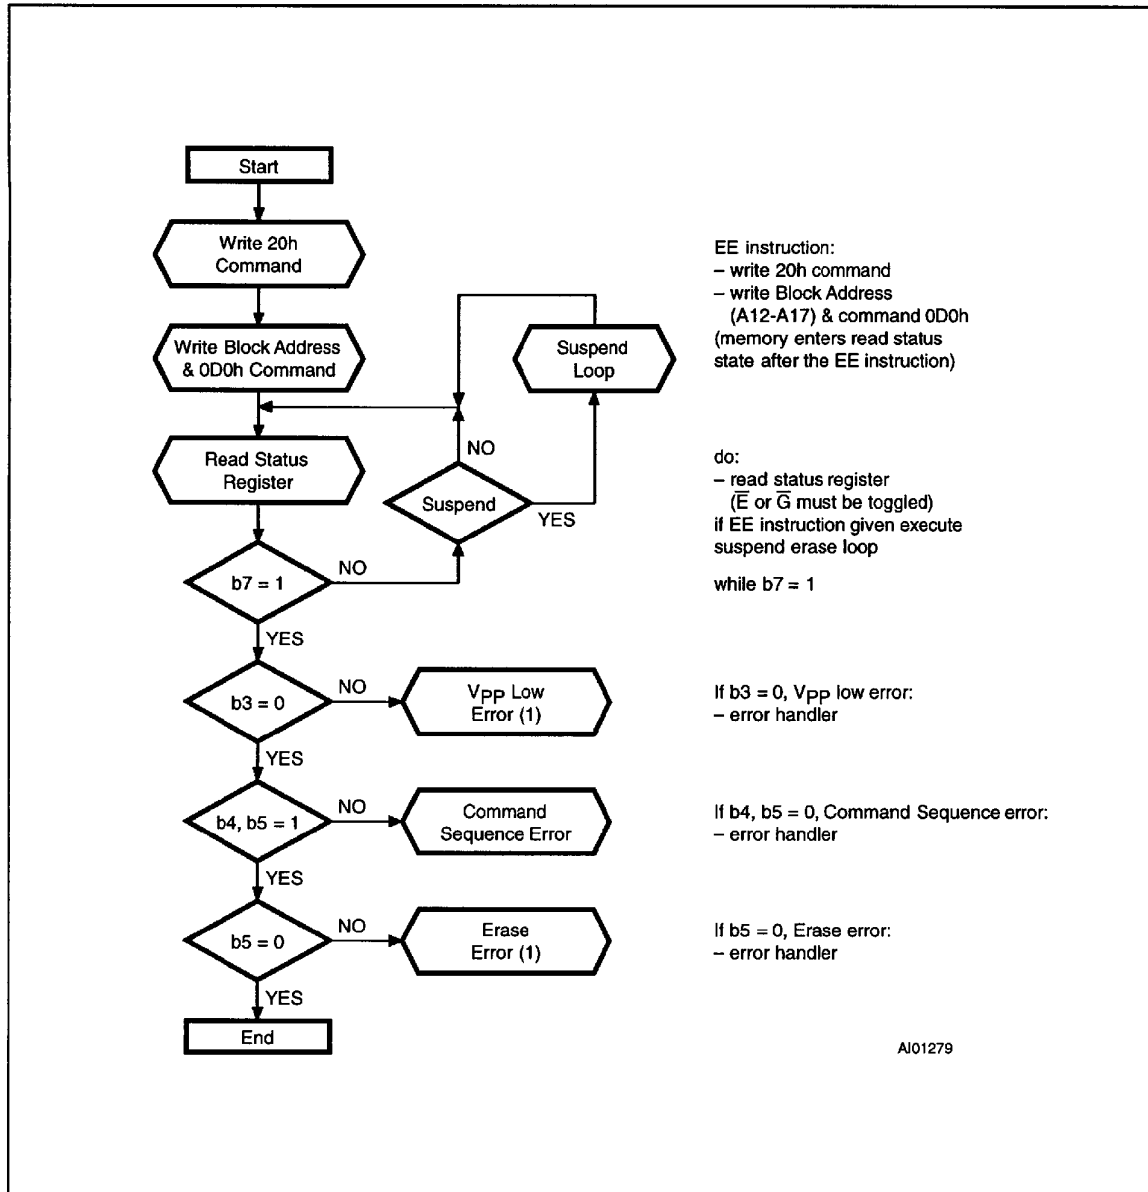 Start
Write 20h
Command
Write Block Address
& 0D0h Command
Read Status
Register
b7 = 1
NO
YES
Suspend
NO
YES
Suspend
Loop
b3 = 0
NO
YES
VPP Low
Error (1)
b4, b5 = 1
NO
YES
Command
Sequence Error
b5 = 0
NO
YES
Erase
Error (1)
End
EE instruction:
– write 20h command
– write Block Address
(A12-A17) & command 0D0h
(memory enters read status
state after the EE instruction)
do:
– read status register
(E̅ or G̅ must be toggled)
if EE instruction given execute
suspend erase loop
while b7 = 1
If b3 = 0, VPP low error:
– error handler
If b4, b5 = 0, Command Sequence error:
– error handler
If b5 = 0, Erase error:
– error handler
AI01279